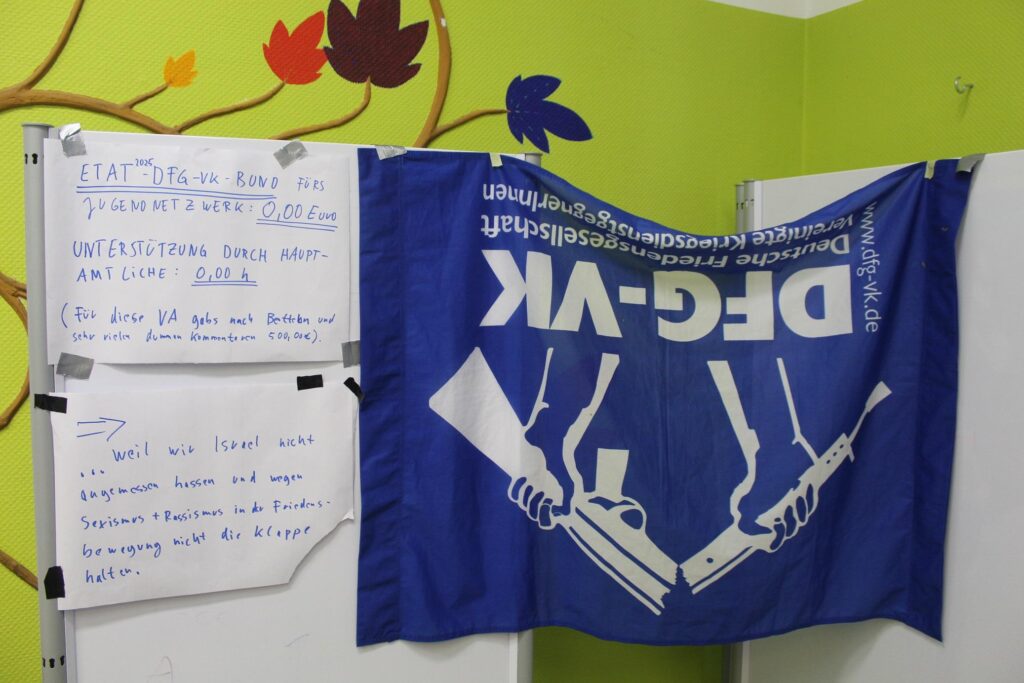 ETAT 2025 - DFG-VK-BUND FÜRS
JUGENDNETZWERK: 0,00 EURO
UNTERSTÜTZUNG DURCH HAUPT-
AMTLICHE: 0,00 h
(Für diese VA gabs nach Betteln und
sehr vielen dummen Kommentaren 500,00€).
... Weil wir Israel nicht
angemessen hassen und wegen
Sexismus + Rassismus in der Friedens-
bewegung nicht die Klappe
halten.
www.dfg-vk.de
DFG-VK
Deutsche Friedensgesellschaft
Vereinigte KriegsdienstgegnerInnen